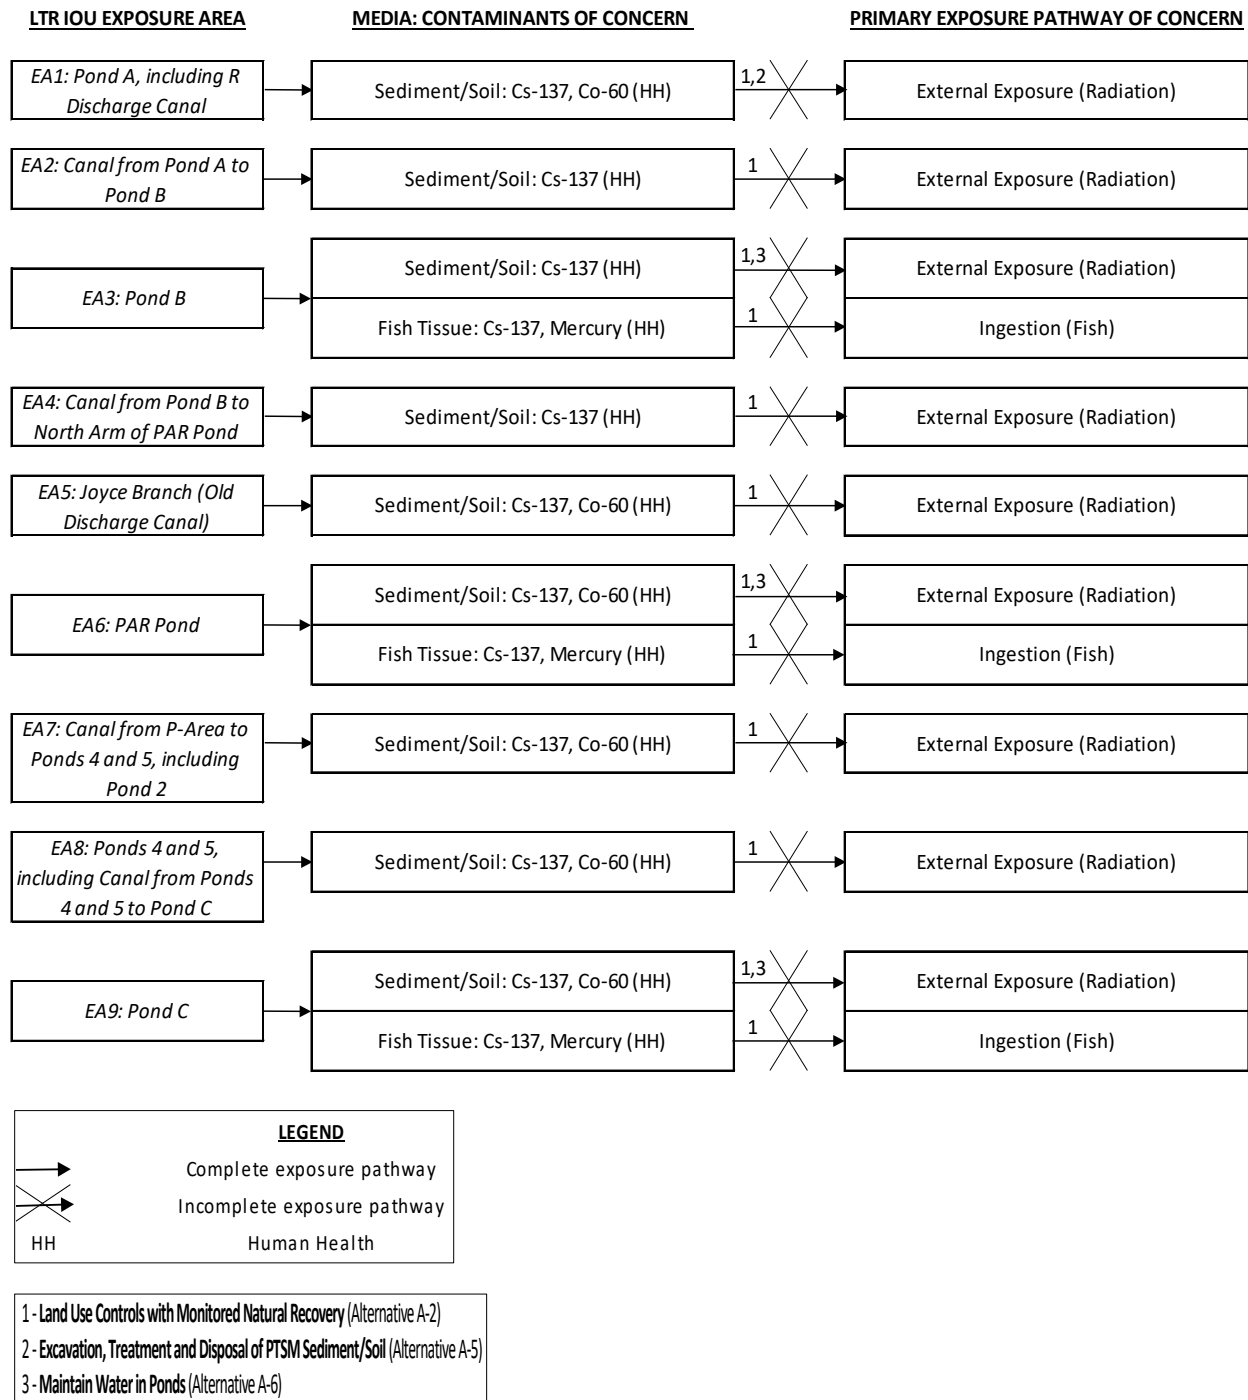 LTR IOU EXPOSURE AREA
MEDIA: CONTAMINANTS OF CONCERN
PRIMARY EXPOSURE PATHWAY OF CONCERN
EA1: Pond A, including R
Discharge Canal
Sediment/Soil: Cs-137, Co-60 (HH)
1,2
External Exposure (Radiation)
EA2: Canal from Pond A to
Pond B
Sediment/Soil: Cs-137 (HH)
1
External Exposure (Radiation)
EA3: Pond B
Sediment/Soil: Cs-137 (HH)
1,3
External Exposure (Radiation)
Fish Tissue: Cs-137, Mercury (HH)
1
Ingestion (Fish)
EA4: Canal from Pond B to
North Arm of PAR Pond
Sediment/Soil: Cs-137 (HH)
1
External Exposure (Radiation)
EA5: Joyce Branch (Old
Discharge Canal)
Sediment/Soil: Cs-137, Co-60 (HH)
1
External Exposure (Radiation)
EA6: PAR Pond
Sediment/Soil: Cs-137, Co-60 (HH)
1,3
External Exposure (Radiation)
Fish Tissue: Cs-137, Mercury (HH)
1
Ingestion (Fish)
EA7: Canal from P-Area to
Ponds 4 and 5, including
Pond 2
Sediment/Soil: Cs-137, Co-60 (HH)
1
External Exposure (Radiation)
EA8: Ponds 4 and 5,
including Canal from Ponds
4 and 5 to Pond C
Sediment/Soil: Cs-137, Co-60 (HH)
1
External Exposure (Radiation)
EA9: Pond C
Sediment/Soil: Cs-137, Co-60 (HH)
1,3
External Exposure (Radiation)
Fish Tissue: Cs-137, Mercury (HH)
1
Ingestion (Fish)
LEGEND
Complete exposure pathway
Incomplete exposure pathway
HH Human Health
1 - Land Use Controls with Monitored Natural Recovery (Alternative A-2)
2 - Excavation, Treatment and Disposal of PTSM Sediment/Soil (Alternative A-5)
3 - Maintain Water in Ponds (Alternative A-6)